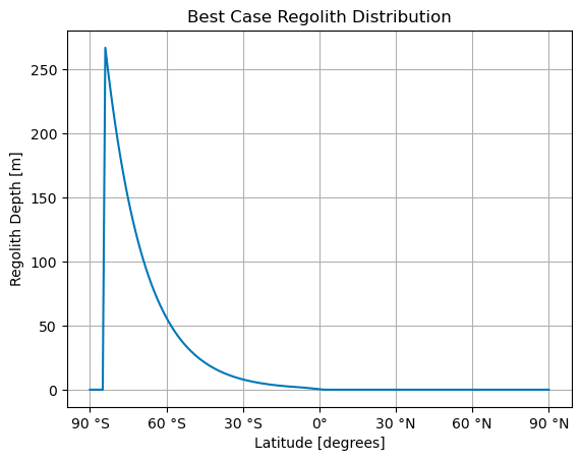 Best Case Regolith Distribution
250
200
150
100
50
0
Regolith Depth [m]
90 °S 60 °S 30 °S 0° 30 °N 60 °N 90 °N
Latitude [degrees]